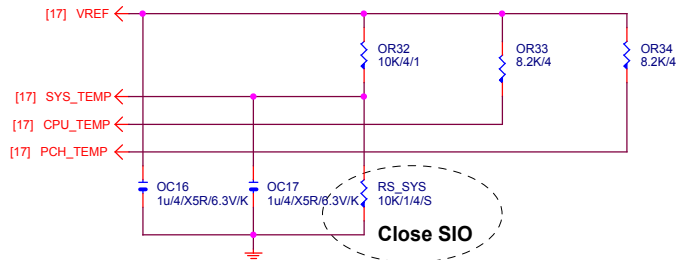 [17] VREF
OR32
10K/4/1
OR33
8.2K/4
OR34
8.2K/4
[17] SYS_TEMP
[17] CPU_TEMP
[17] PCH_TEMP
OC16
1u/4/X5R/6.3V/K
OC17
1u/4/X5R/6.3V/K
RS_SYS
10K/1/4/S
Close SIO